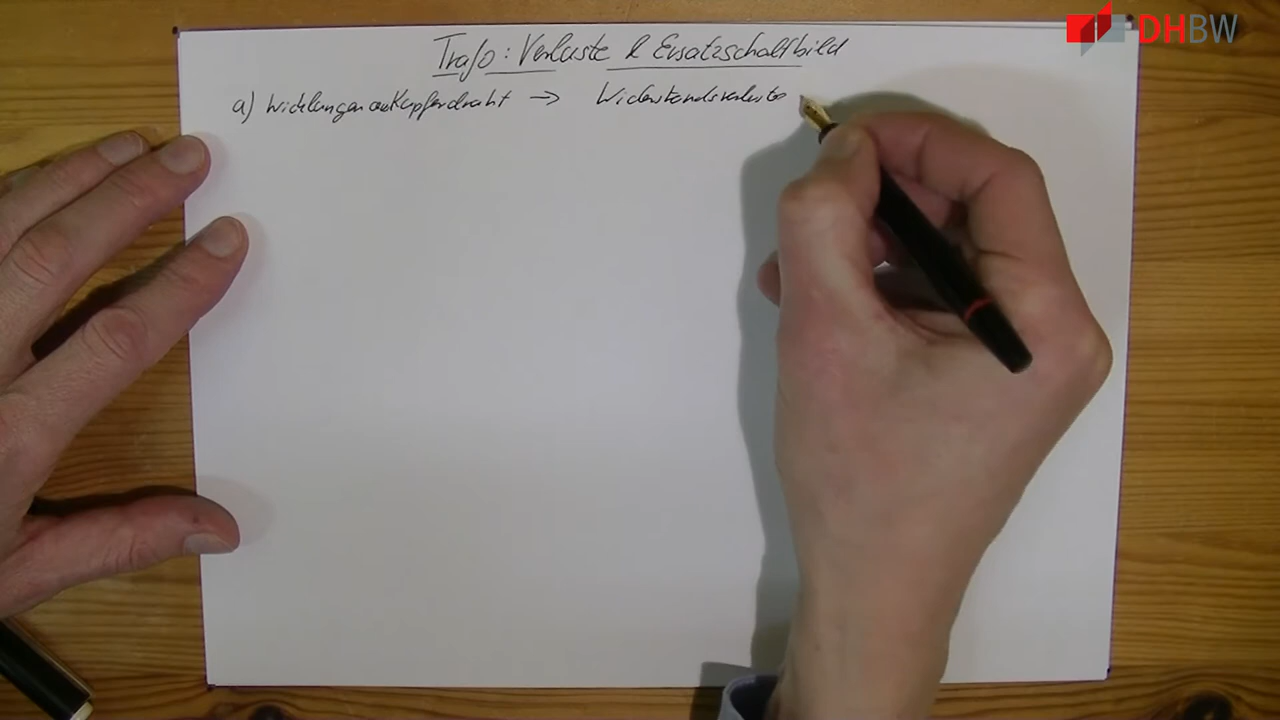 DHBW
Trafo: Verluste & Ersatzschaltbild
a) Wicklungen aus Kupferdraht → Widerstandsverluste